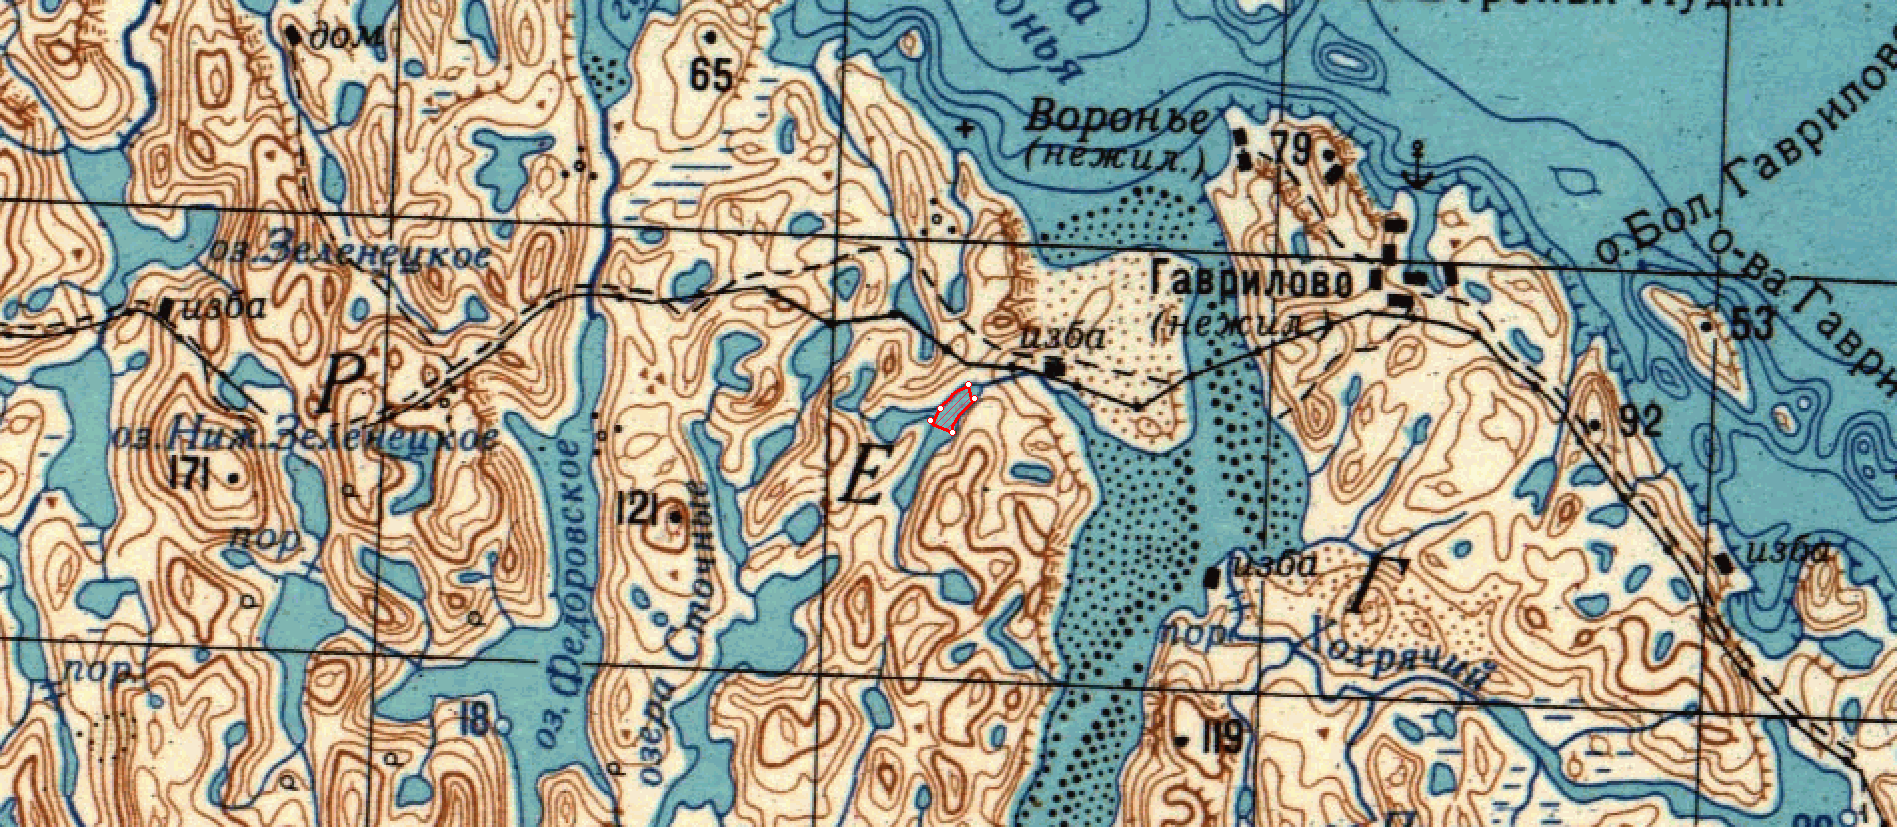 дом
65
Воронье
(нежил.)
79
оз. Зеленецкое
изба
Гаврилово
(нежил.)
о. Бол. Гаврилов
о-ва Гаври
53
изба
Р
оз. Ниж. Зеленецкое
171
Е
92
121
пор.
изба
изба
Г
оз. Федоровское
озера Сточные
пор.
пор.
Хохрячий
18
119